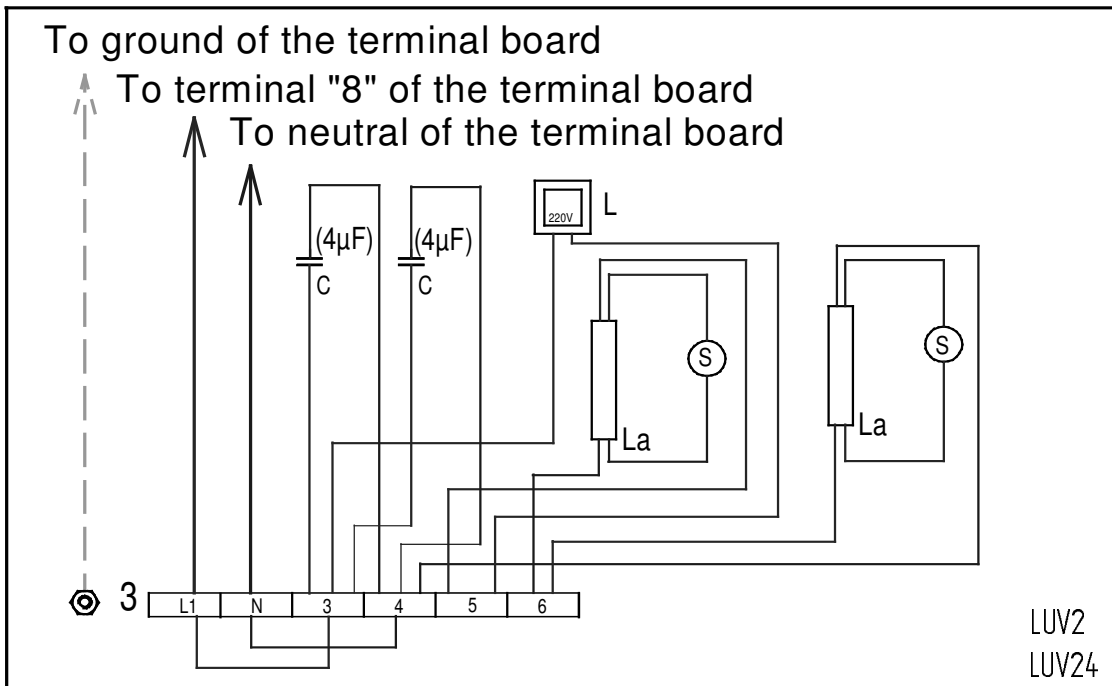 To ground of the terminal board
To terminal "8" of the terminal board
To neutral of the terminal board
220V
L
(4µF)
(4µF)
C
C
S
S
La
La
3
L1
N
3
4
5
6
LUV2
LUV24